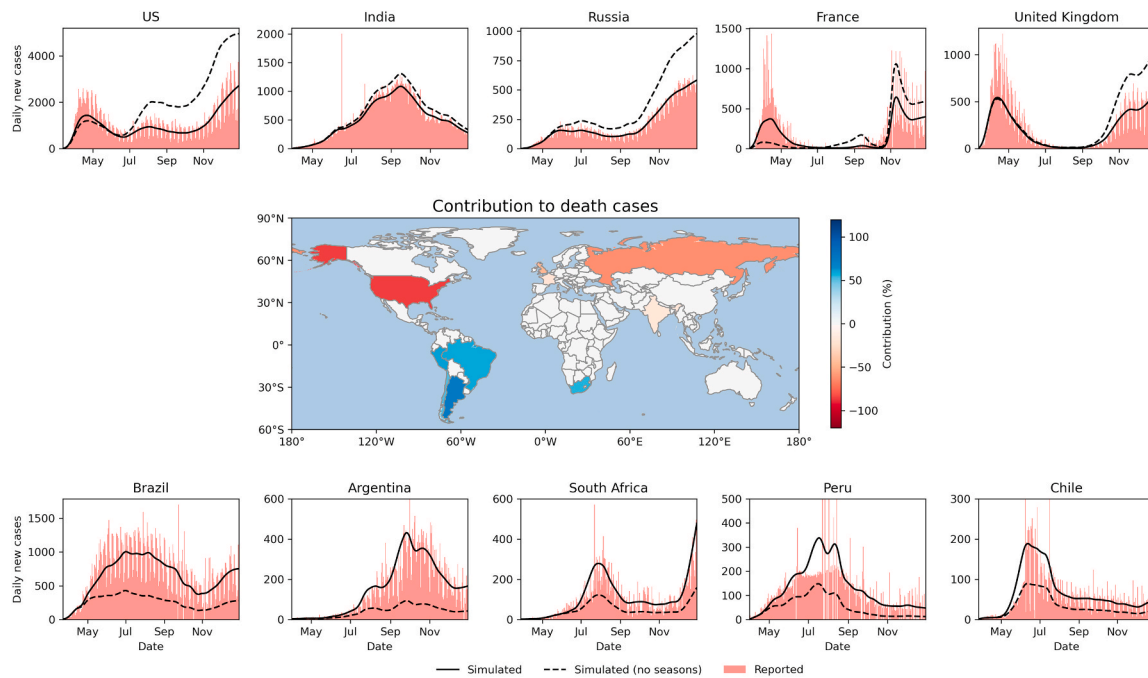 US India Russia France United Kingdom
Daily new cases
4000
2000
0
May Jul Sep Nov
2000
1500
1000
500
0
May Jul Sep Nov
1000
750
500
250
0
May Jul Sep Nov
1500
1000
500
0
May Jul Sep Nov
1000
500
0
May Jul Sep Nov
Contribution to death cases
90°N
60°N
30°N
0°
30°S
60°S
180° 120°W 60°W 0°W 60°E 120°E 180°
100
50
0
−50
−100
Contribution (%)
Brazil Argentina South Africa Peru Chile
Daily new cases
1500
1000
500
0
May Jul Sep Nov
Date
600
400
200
0
May Jul Sep Nov
Date
600
400
200
0
May Jul Sep Nov
Date
500
400
300
200
100
0
May Jul Sep Nov
Date
300
200
100
0
May Jul Sep Nov
Date
Simulated Simulated (no seasons) Reported